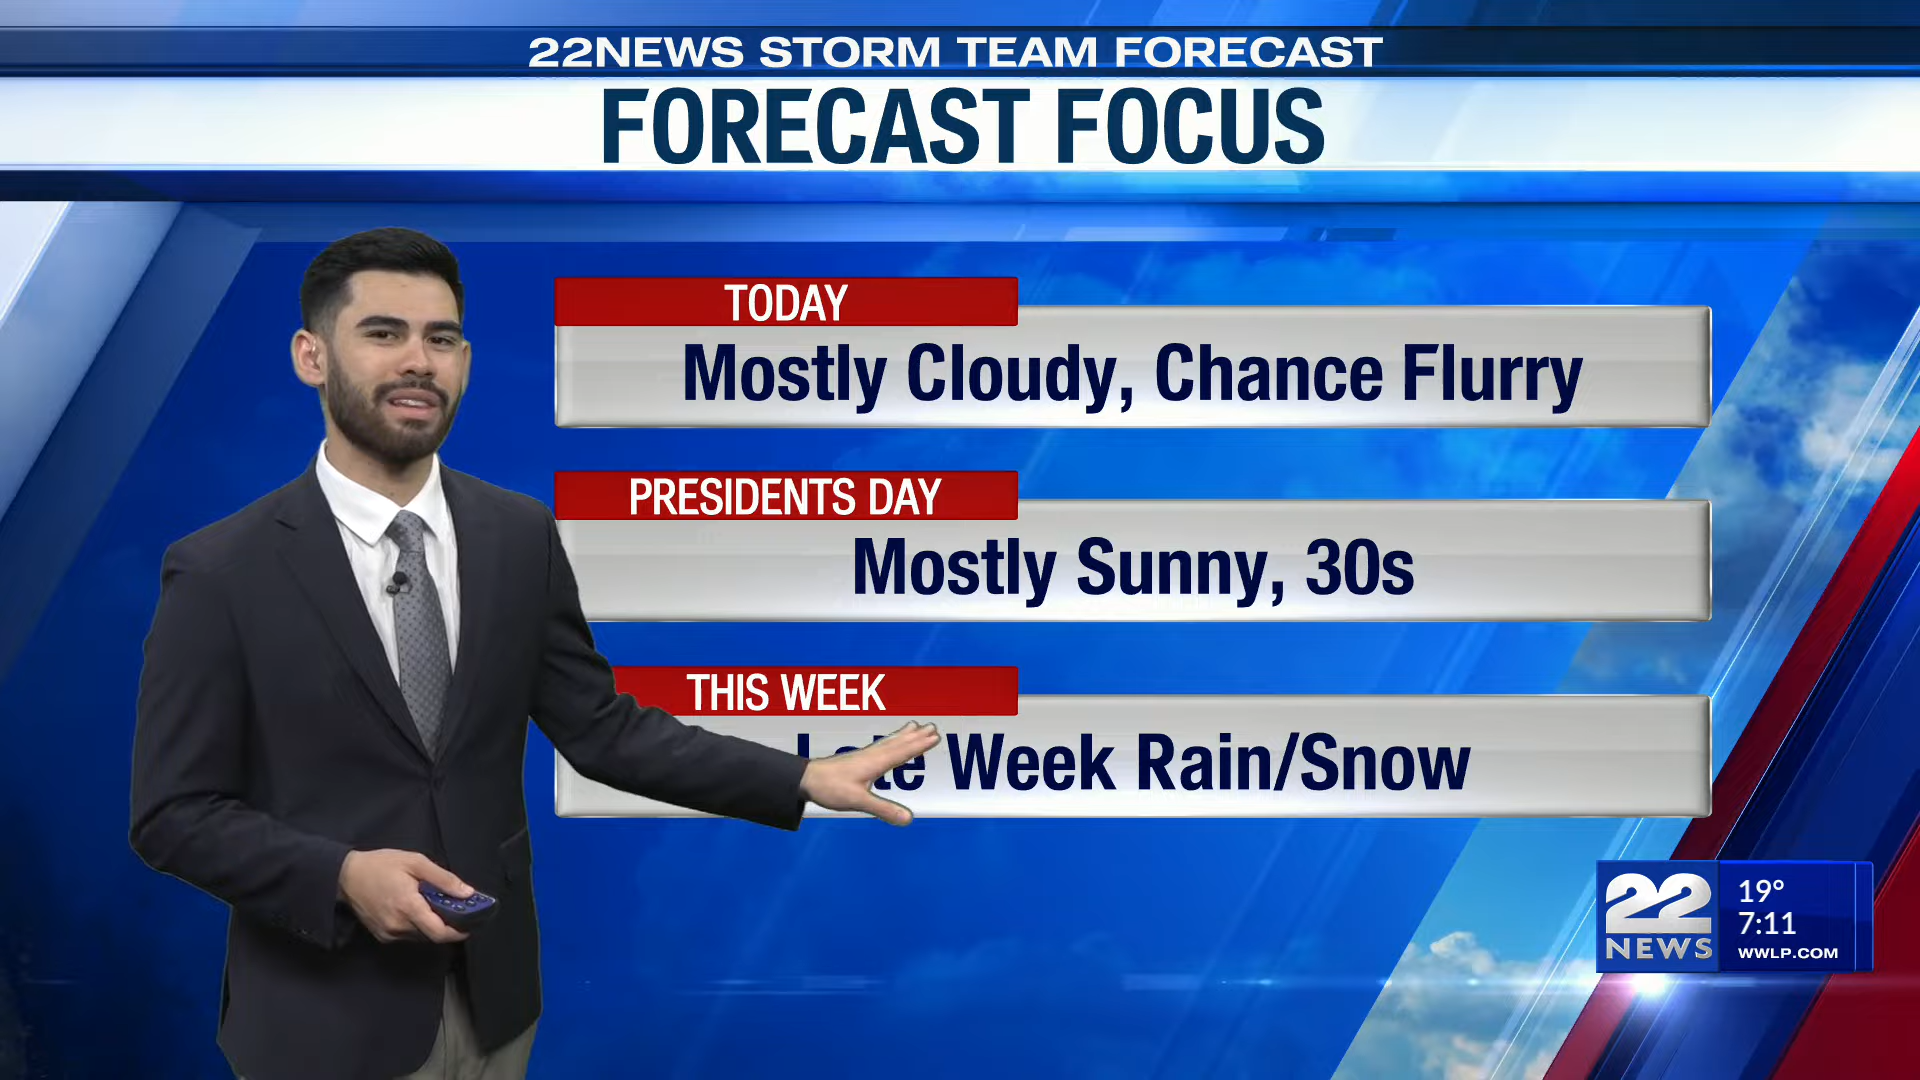 22NEWS STORM TEAM FORECAST
FORECAST FOCUS
TODAY
Mostly Cloudy, Chance Flurry
PRESIDENTS DAY
Mostly Sunny, 30s
THIS WEEK
Late Week Rain/Snow
22
NEWS
19°
7:11
WWLP.COM